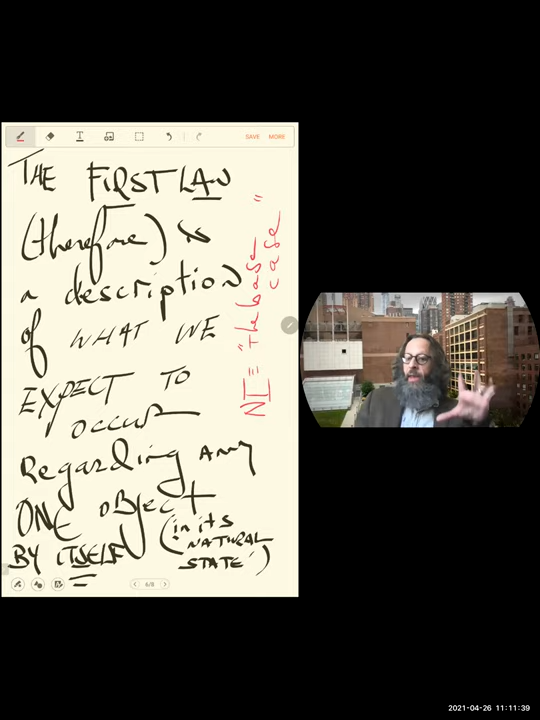 SAVE MORE
THE FIRST LAW
(therefore) is
a description
of WHAT WE
EXPECT TO
OCCUR
Regarding ANY
ONE OBJECT
BY ITSELF
(in its
"NATURAL
STATE")
"the base
case"
6/8
2021-04-26 11:11:39